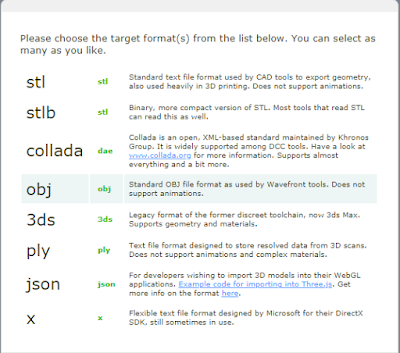 Please choose the target format(s) from the list below. You can select as
many as you like.
stl stl Standard text file format used by CAD tools to export geometry,
also used heavily in 3D printing. Does not support animations.
stlb stl Binary, more compact version of STL. Most tools that read STL
can read this as well.
collada dae Collada is an open, XML-based standard maintained by Khronos
Group. It is widely supported among DCC tools. Have a look at
www.collada.org for more information. Supports almost
everything and a bit more.
obj obj Standard OBJ file format as used by Wavefront tools. Does not
support animations.
3ds 3ds Legacy format of the former discreet toolchain, now 3ds Max.
Supports geometry and materials.
ply ply Text file format designed to store resolved data from 3D scans.
Does not support animations and complex materials.
json json For developers wishing to import 3D models into their WebGL
applications. Example code for importing into Three.js. Get
more info on the format here.
x x Flexible text file format designed by Microsoft for their DirectX
SDK, still sometimes in use.